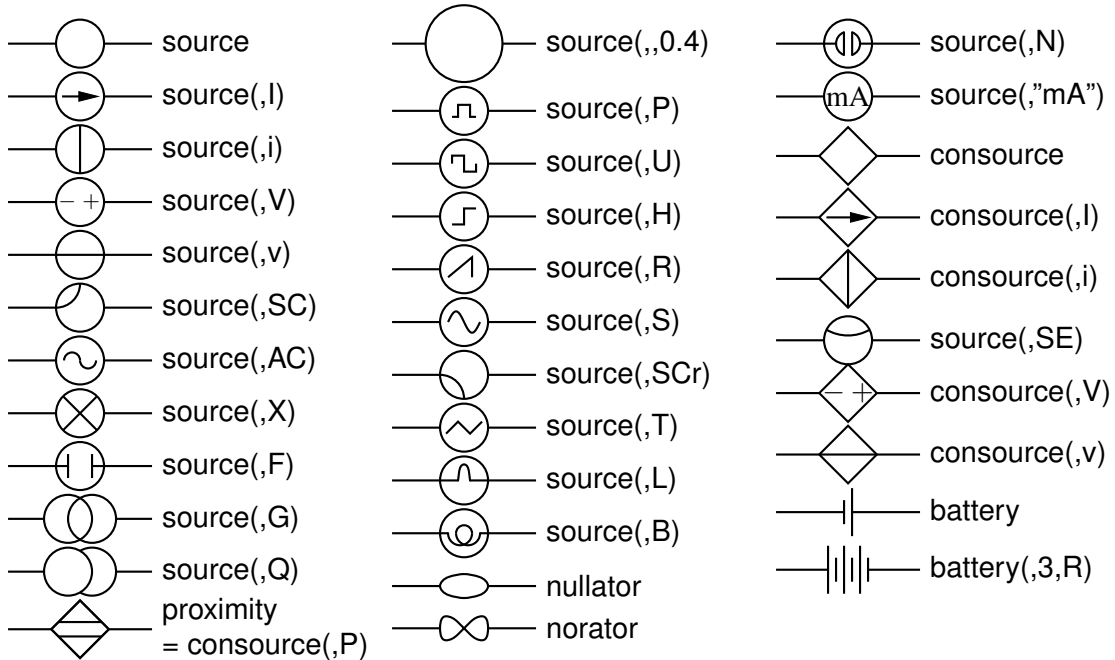 source
source(,I)
source(,i)
source(,V)
- +
source(,v)
source(,SC)
source(,AC)
source(,X)
source(,F)
source(,G)
source(,Q)
proximity
= consource(,P)
source(,,0.4)
source(,P)
source(,U)
source(,H)
source(,R)
source(,S)
source(,SCr)
source(,T)
source(,L)
source(,B)
nullator
norator
source(,N)
mA
source(,”mA”)
consource
consource(,I)
consource(,i)
source(,SE)
− +
consource(,V)
consource(,v)
battery
battery(,3,R)